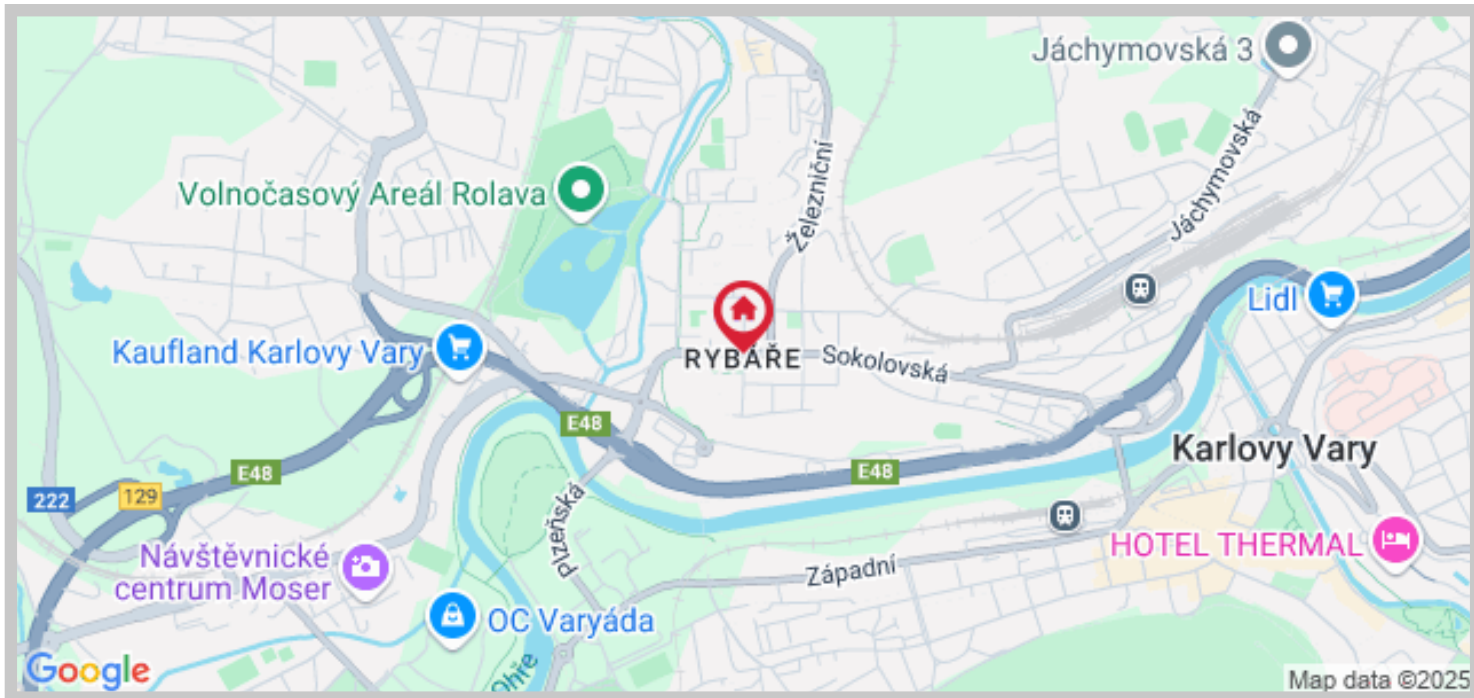 Jáchymovská 3
Jáchymovská
Volnočasový Areál Rolava
Železniční
Lidl
Kaufland Karlovy Vary
RYBÁŘE
Sokolovská
E48
Karlovy Vary
E48
E48
222
129
Plzeňská
HOTEL THERMAL
Návštěvnické
centrum Moser
Západní
OC Varyáda
Ohře
Google
Map data ©2025